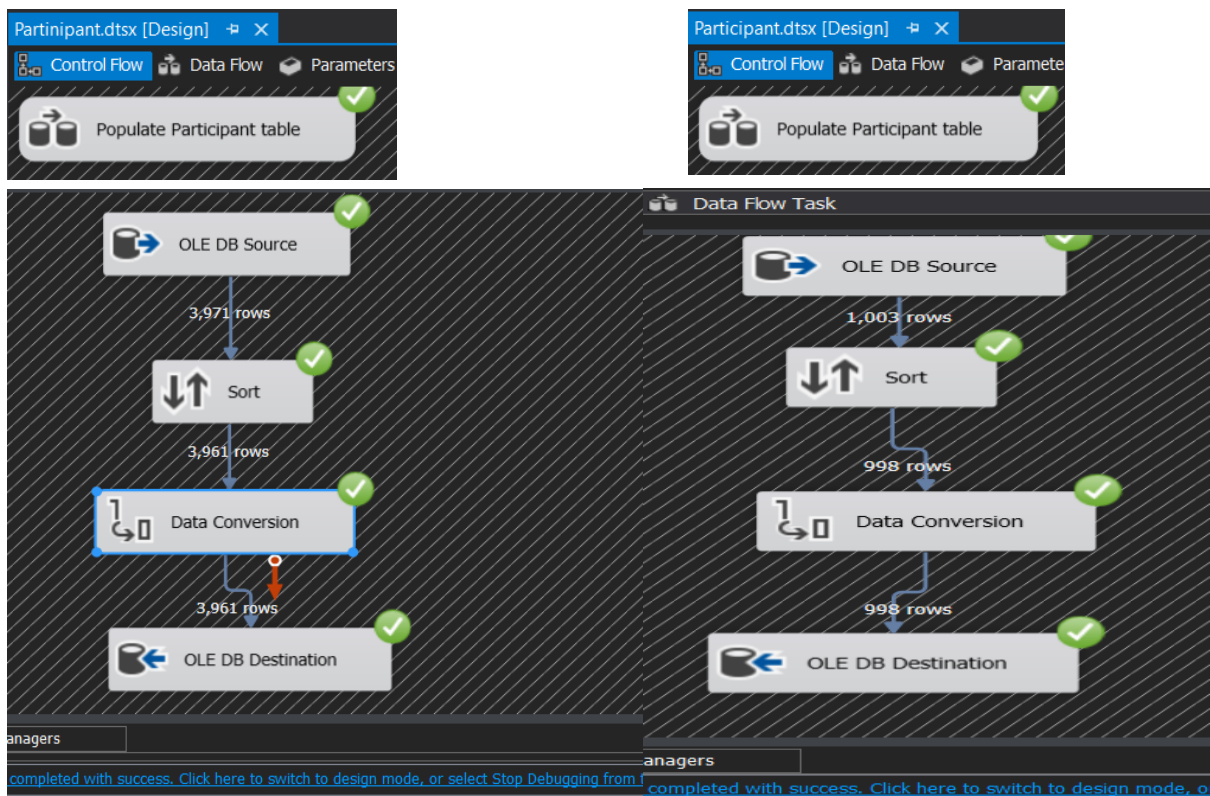 Partinipant.dtsx [Design]
Control Flow Data Flow Parameters
Populate Participant table
Participant.dtsx [Design]
Control Flow Data Flow Paramete
Populate Participant table
OLE DB Source
3,971 rows
Sort
3,961 rows
Data Conversion
3,961 rows
OLE DB Destination
anagers
completed with success. Click here to switch to design mode, or select Stop Debugging from
Data Flow Task
OLE DB Source
1,003 rows
Sort
998 rows
Data Conversion
998 rows
OLE DB Destination
anagers
completed with success. Click here to switch to design mode, o